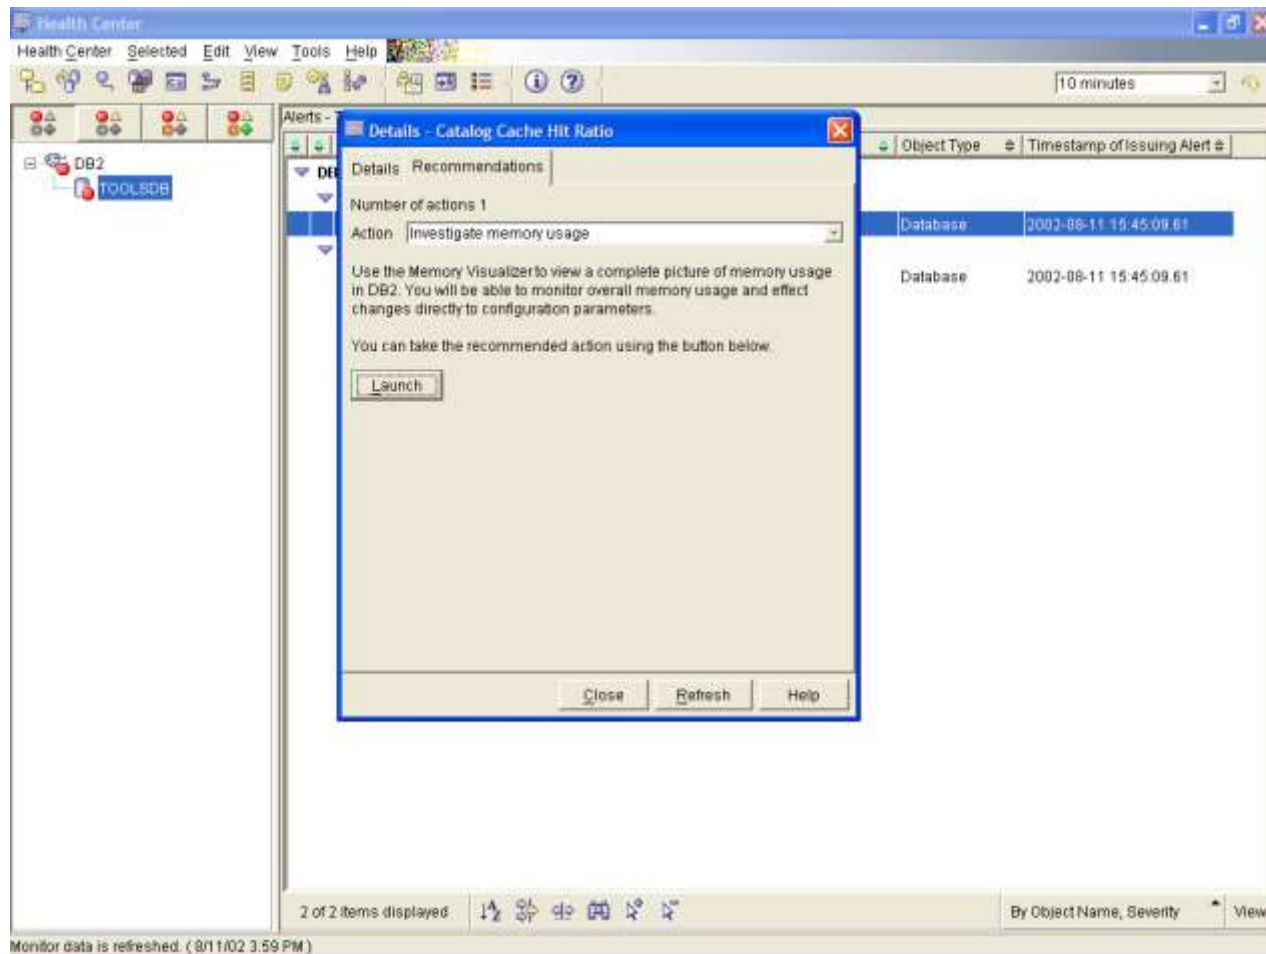 Health Center
Health Center Selected Edit View Tools Help
10 minutes
Alerts -
Details - Catalog Cache Hit Ratio
Object Type Timestamp of Issuing Alert
DB2
TOOLSDB
Details Recommendations
Number of actions 1
Action Investigate memory usage
Database 2002-08-11 15:45:09.61
Use the Memory Visualizer to view a complete picture of memory usage
in DB2. You will be able to monitor overall memory usage and effect
changes directly to configuration parameters.
Database 2002-08-11 15:45:09.61
You can take the recommended action using the button below.
Launch
Close Refresh Help
2 of 2 items displayed
By Object Name, Severity View
Monitor data is refreshed. ( 8/11/02 3:59 PM )